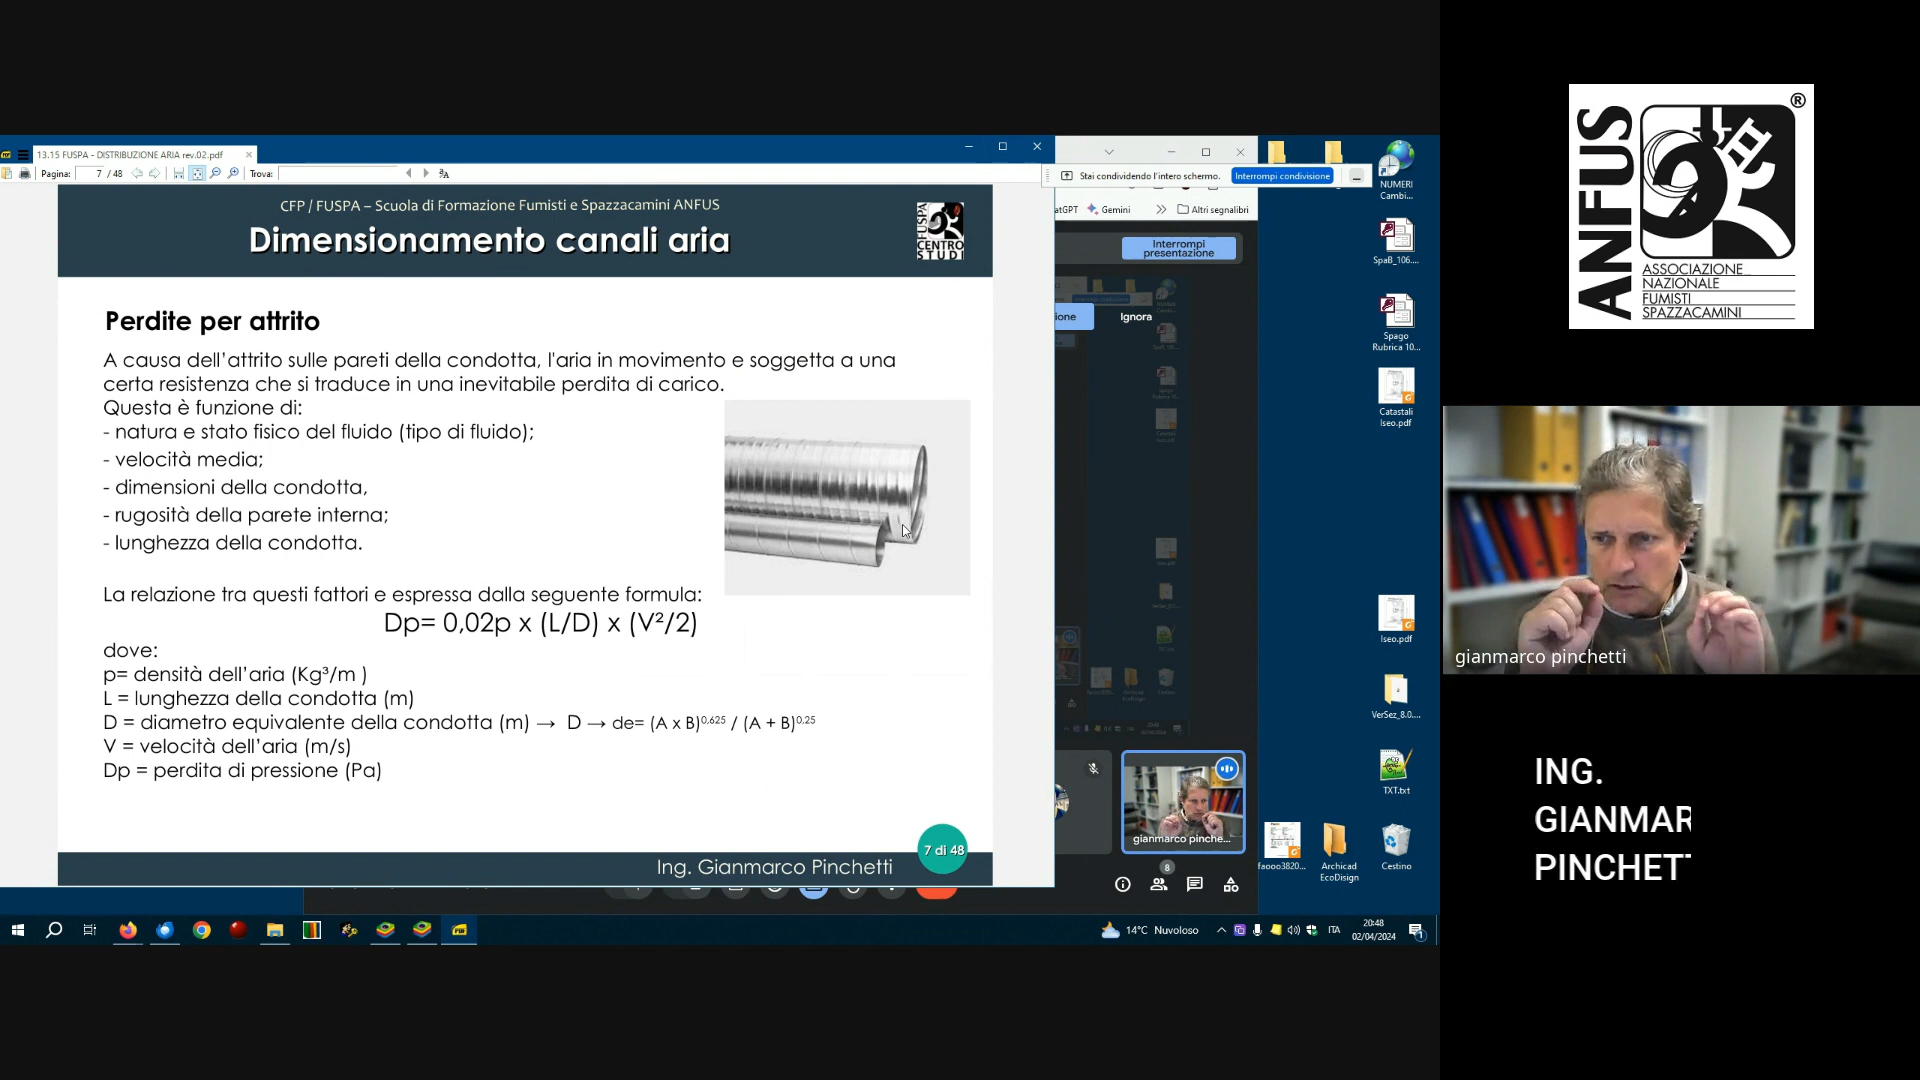 13.15 FUSPA - DISTRIBUZIONE ARIA rev.02.pdf
Pagina: 7 / 48
Trova:
CFP / FUSPA – Scuola di Formazione Fumisti e Spazzacamini ANFUS
Dimensionamento canali aria
FUSPA
CENTRO
STUDI
Perdite per attrito
A causa dell'attrito sulle pareti della condotta, l'aria in movimento e soggetta a una
certa resistenza che si traduce in una inevitabile perdita di carico.
Questa è funzione di:
- natura e stato fisico del fluido (tipo di fluido);
- velocità media;
- dimensioni della condotta,
- rugosità della parete interna;
- lunghezza della condotta.
La relazione tra questi fattori e espressa dalla seguente formula:
Dp= 0,02p x (L/D) x (V²/2)
dove:
p= densità dell'aria (Kg³/m )
L = lunghezza della condotta (m)
D = diametro equivalente della condotta (m) → D → de= (A x B)⁰·⁶²⁵ / (A + B)⁰·²⁵
V = velocità dell'aria (m/s)
Dp = perdita di pressione (Pa)
7 di 48
Ing. Gianmarco Pinchetti
Stai condividendo l'intero schermo.
Interrompi condivisione
atGPT
Gemini
Altri segnalibri
Interrompi
presentazione
ione
Ignora
gianmarco pinche...
8
NUMERI
Cambi...
SpaB_106....
Spago
Rubrica 10...
Catastali
Iseo.pdf
Iseo.pdf
VerSez_8.0....
TXT.txt
faooo3820...
Archicad
EcoDisign
Cestino
14°C Nuvoloso
ITA
20:48
02/04/2024
1
ANFUS
®
ASSOCIAZIONE
NAZIONALE
FUMISTI
SPAZZACAMINI
gianmarco pinchetti
ING.
GIANMAR
PINCHET